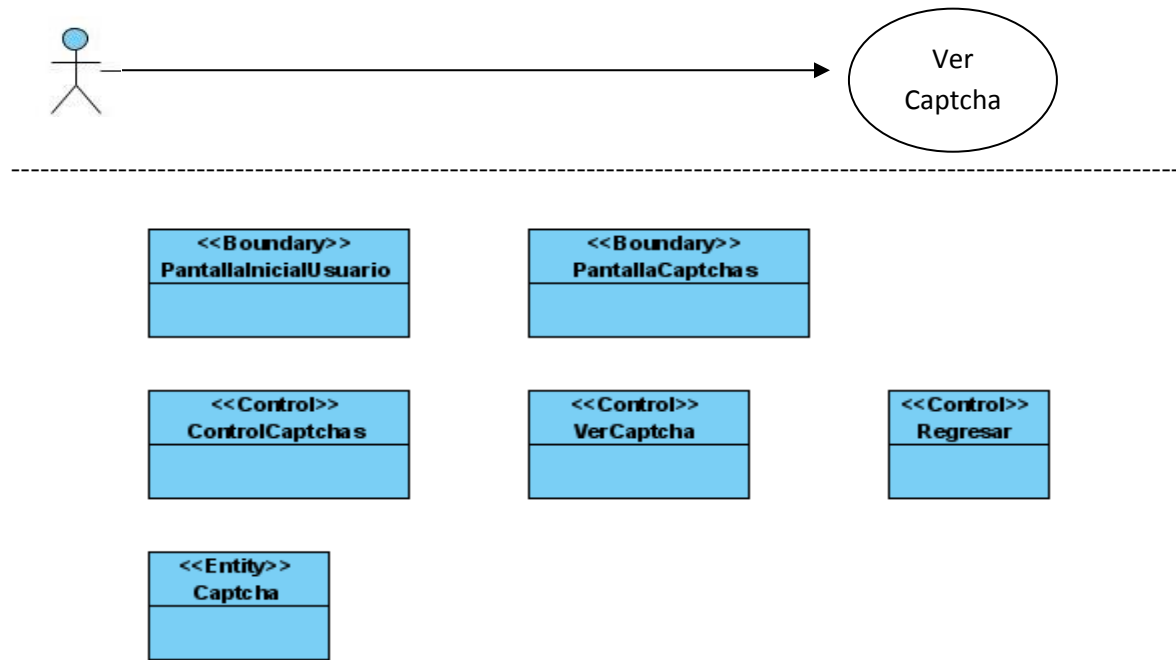 Ver
Captcha
<<Boundary>>
PantallaInicialUsuario
<<Boundary>>
PantallaCaptchas
<<Control>>
ControlCaptchas
<<Control>>
VerCaptcha
<<Control>>
Regresar
<<Entity>>
Captcha